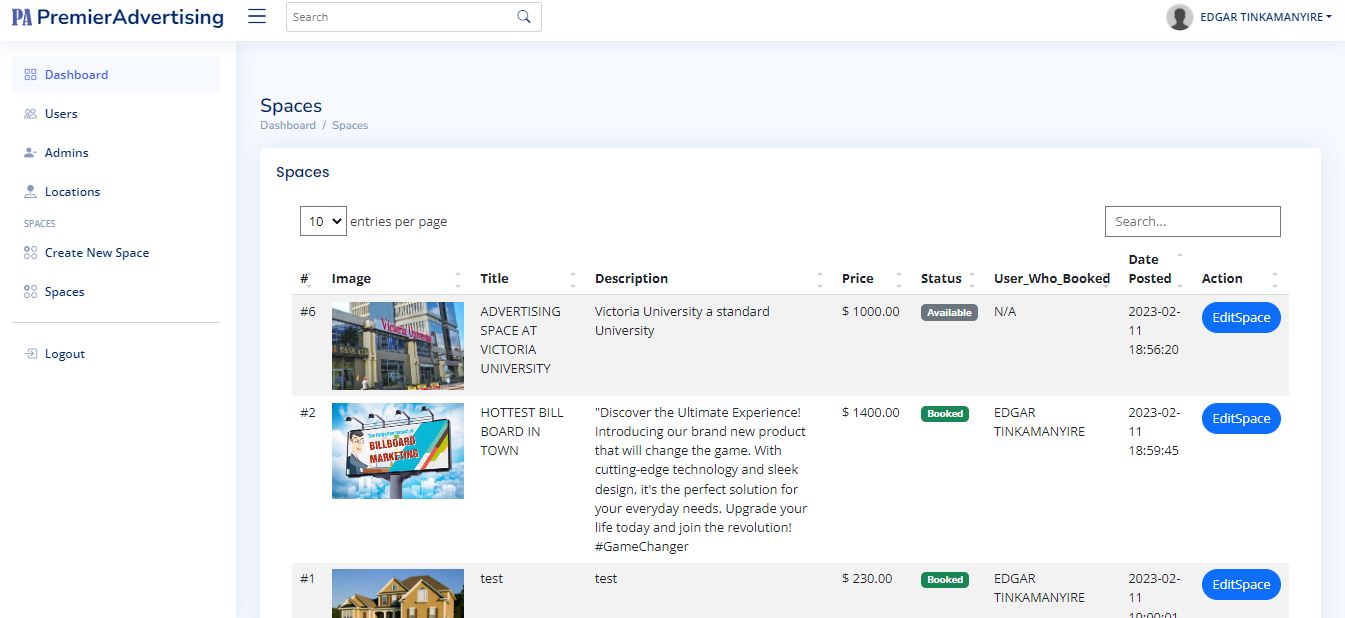 PA PremierAdvertising
Search
EDGAR TINKAMANYIRE
Dashboard
Users
Admins
Locations
SPACES
Create New Space
Spaces
Logout
Spaces
Dashboard / Spaces
Spaces
10 entries per page
Search...
# Image Title Description Price Status User_Who_Booked Date Posted Action
#6
Victoria University
ADVERTISING
SPACE AT
VICTORIA
UNIVERSITY
Victoria University a standard
University
$ 1000.00
Available
N/A
2023-02-
11
18:56:20
EditSpace
#2
BILLBOARD
MARKETING
HOTTEST BILL
BOARD IN
TOWN
"Discover the Ultimate Experience!
Introducing our brand new product
that will change the game. With
cutting-edge technology and sleek
design, it's the perfect solution for
your everyday needs. Upgrade your
life today and join the revolution!
#GameChanger
$ 1400.00
Booked
EDGAR
TINKAMANYIRE
2023-02-
11
18:59:45
EditSpace
#1
test
test
$ 230.00
Booked
EDGAR
TINKAMANYIRE
2023-02-
11
19:00:01
EditSpace